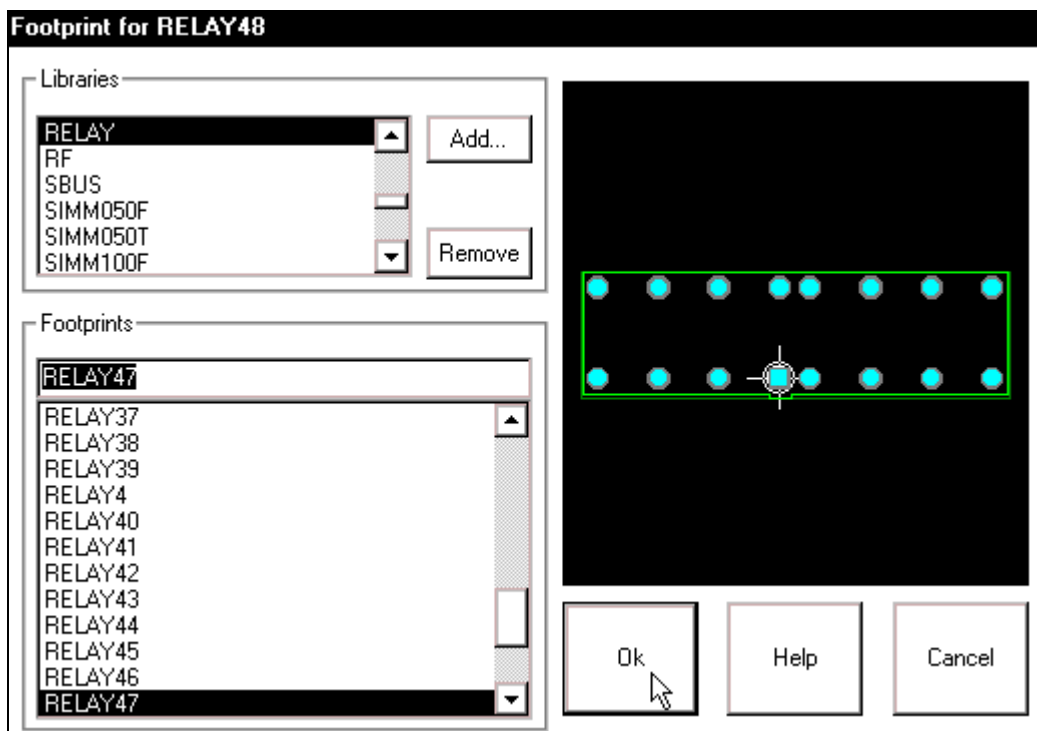 Footprint for RELAY48
Libraries
RELAY
RF
SBUS
SIMM050F
SIMM050T
SIMM100F
Add...
Remove
Footprints
RELAY47
RELAY37
RELAY38
RELAY39
RELAY4
RELAY40
RELAY41
RELAY42
RELAY43
RELAY44
RELAY45
RELAY46
RELAY47
Ok
Help
Cancel